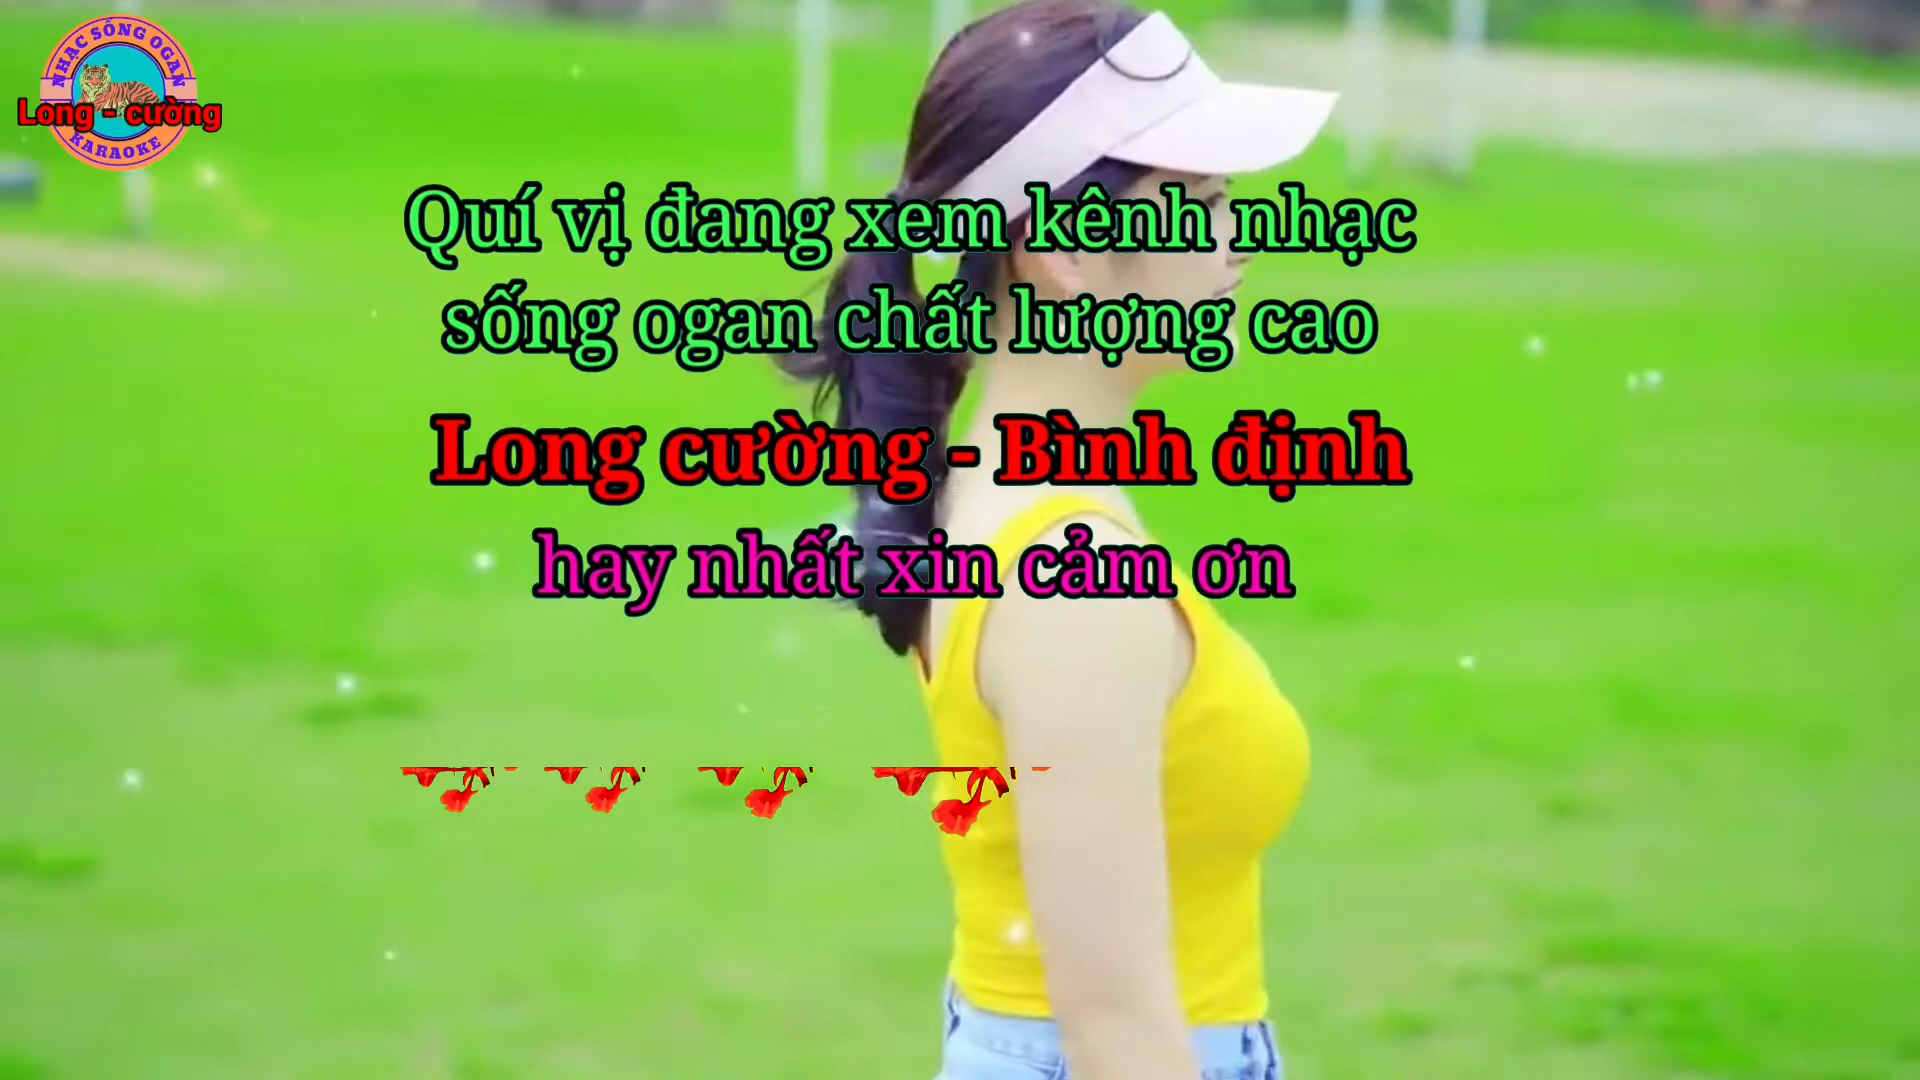 NHẠC SỐNG OGAN
Long - cường
KARAOKE
Quí vị đang xem kênh nhạc
sống ogan chất lượng cao
Long cường - Bình định
hay nhất xin cảm ơn